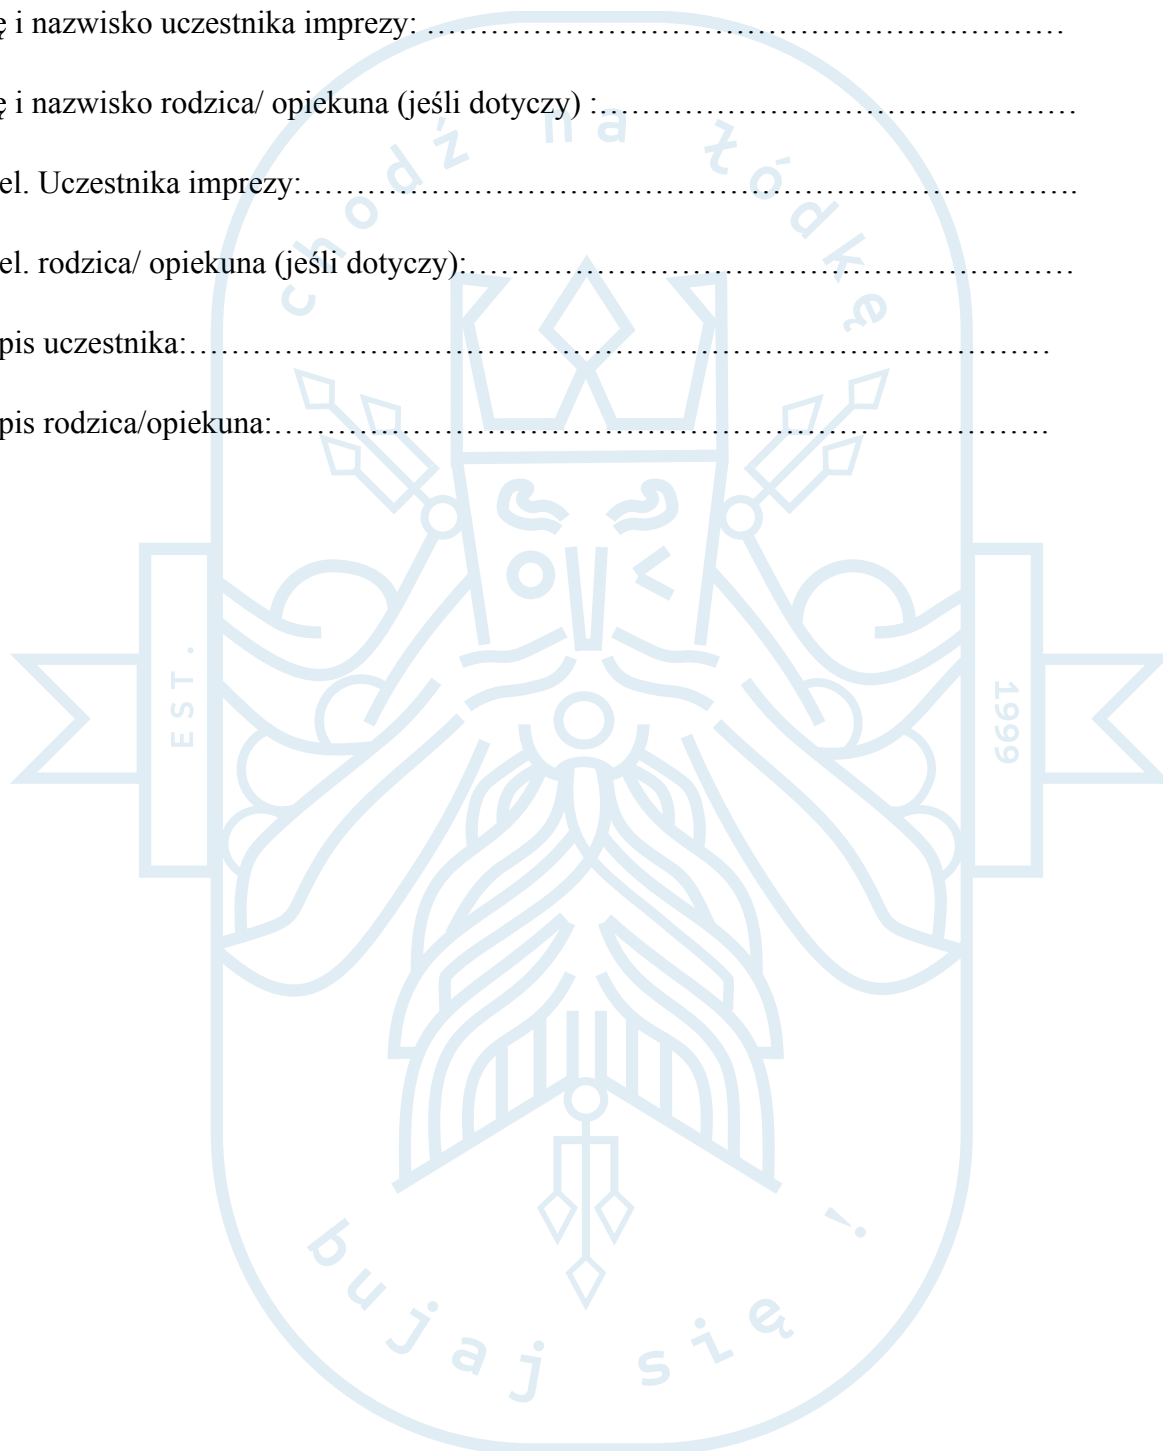 ę i nazwisko uczestnika imprezy: ……………………………………………………………
ę i nazwisko rodzica/ opiekuna (jeśli dotyczy) :……………………………………………
el. Uczestnika imprezy:…………………………………………………………………………….
el. rodzica/ opiekuna (jeśli dotyczy):…………………………………………………………
pis uczestnika:……………………………………………………………………………………
pis rodzica/opiekuna:…………………………………………………………………………….
chodź na łódkę
EST.
1999
bujaj się !